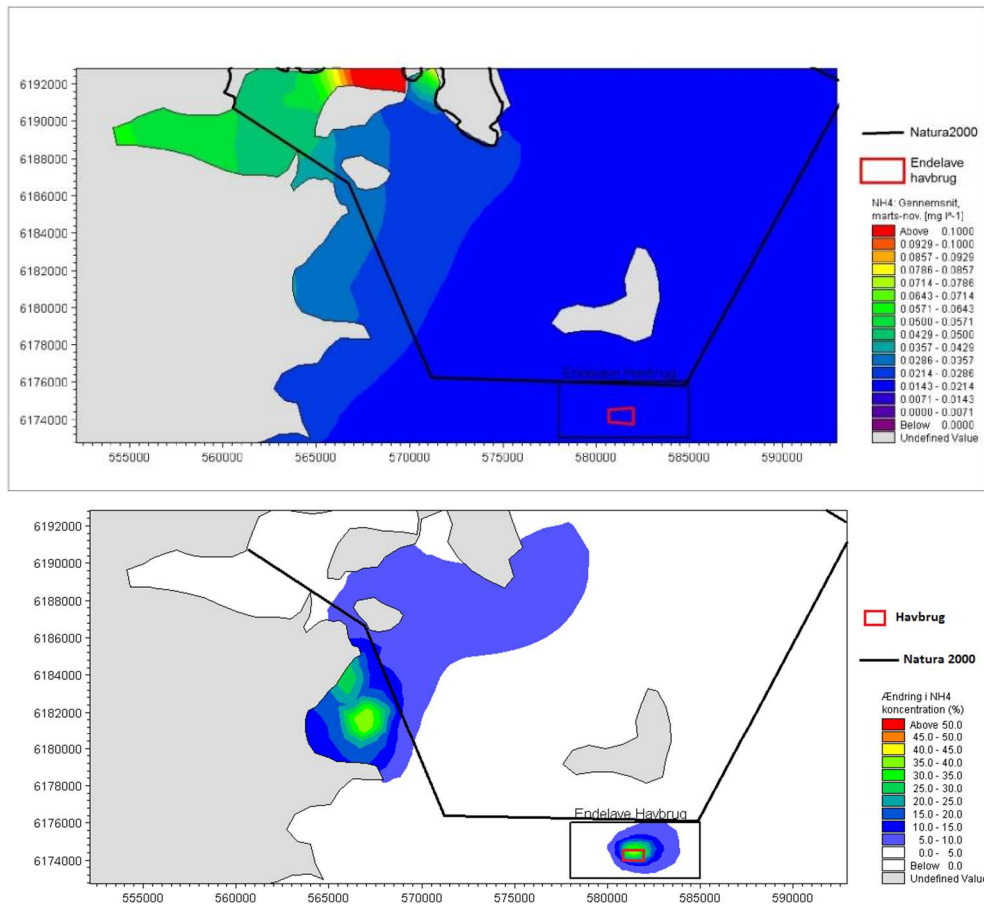 6192000
6190000
6188000
6186000
6184000
6182000
6180000
6178000
6176000
6174000
Endelave Havbrug
555000 560000 565000 570000 575000 580000 585000 590000
Natura2000
Endelave
havbrug
NH4: Gennemsnit,
marts-nov. [mg l^-1]
Above 0.1000
0.0929 - 0.1000
0.0857 - 0.0929
0.0786 - 0.0857
0.0714 - 0.0786
0.0643 - 0.0714
0.0571 - 0.0643
0.0500 - 0.0571
0.0429 - 0.0500
0.0357 - 0.0429
0.0286 - 0.0357
0.0214 - 0.0286
0.0143 - 0.0214
0.0071 - 0.0143
0.0000 - 0.0071
Below 0.0000
Undefined Value
6192000
6190000
6188000
6186000
6184000
6182000
6180000
6178000
6176000
6174000
Endelave Havbrug
555000 560000 565000 570000 575000 580000 585000 590000
Havbrug
Natura 2000
Ændring i NH4
koncentration (%)
Above 50.0
45.0 - 50.0
40.0 - 45.0
35.0 - 40.0
30.0 - 35.0
25.0 - 30.0
20.0 - 25.0
15.0 - 20.0
10.0 - 15.0
5.0 - 10.0
0.0 - 5.0
Below 0.0
Undefined Value